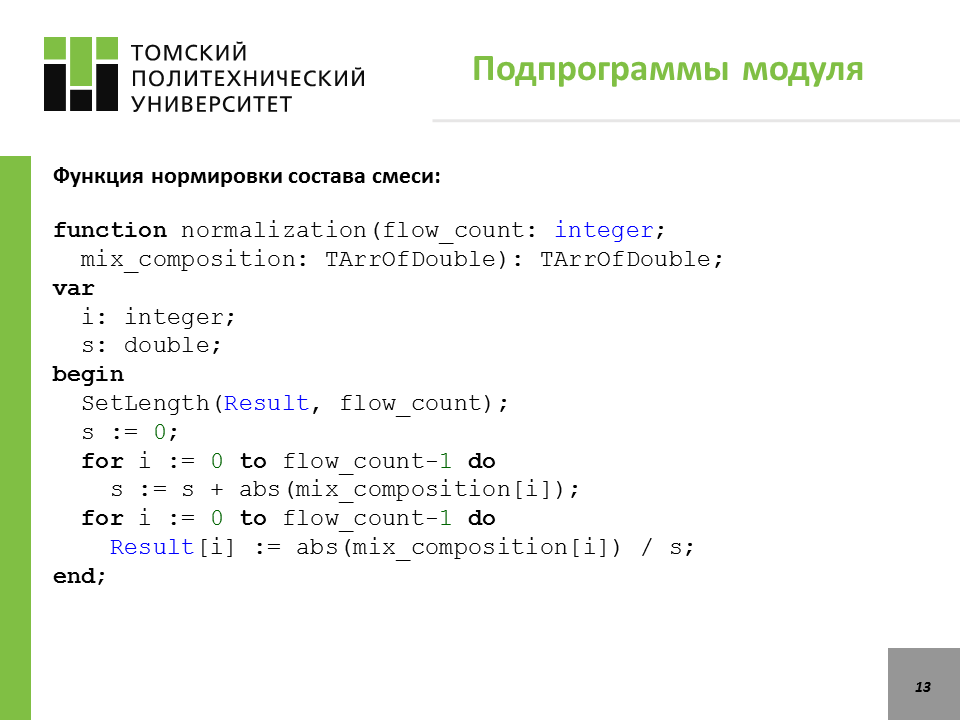 ТОМСКИЙ
ПОЛИТЕХНИЧЕСКИЙ
УНИВЕРСИТЕТ
Подпрограммы модуля
Функция нормировки состава смеси:
function normalization(flow_count: integer;
  mix_composition: TArrOfDouble): TArrOfDouble;
var
  i: integer;
  s: double;
begin
  SetLength(Result, flow_count);
  s := 0;
  for i := 0 to flow_count-1 do
    s := s + abs(mix_composition[i]);
  for i := 0 to flow_count-1 do
    Result[i] := abs(mix_composition[i]) / s;
end;
13